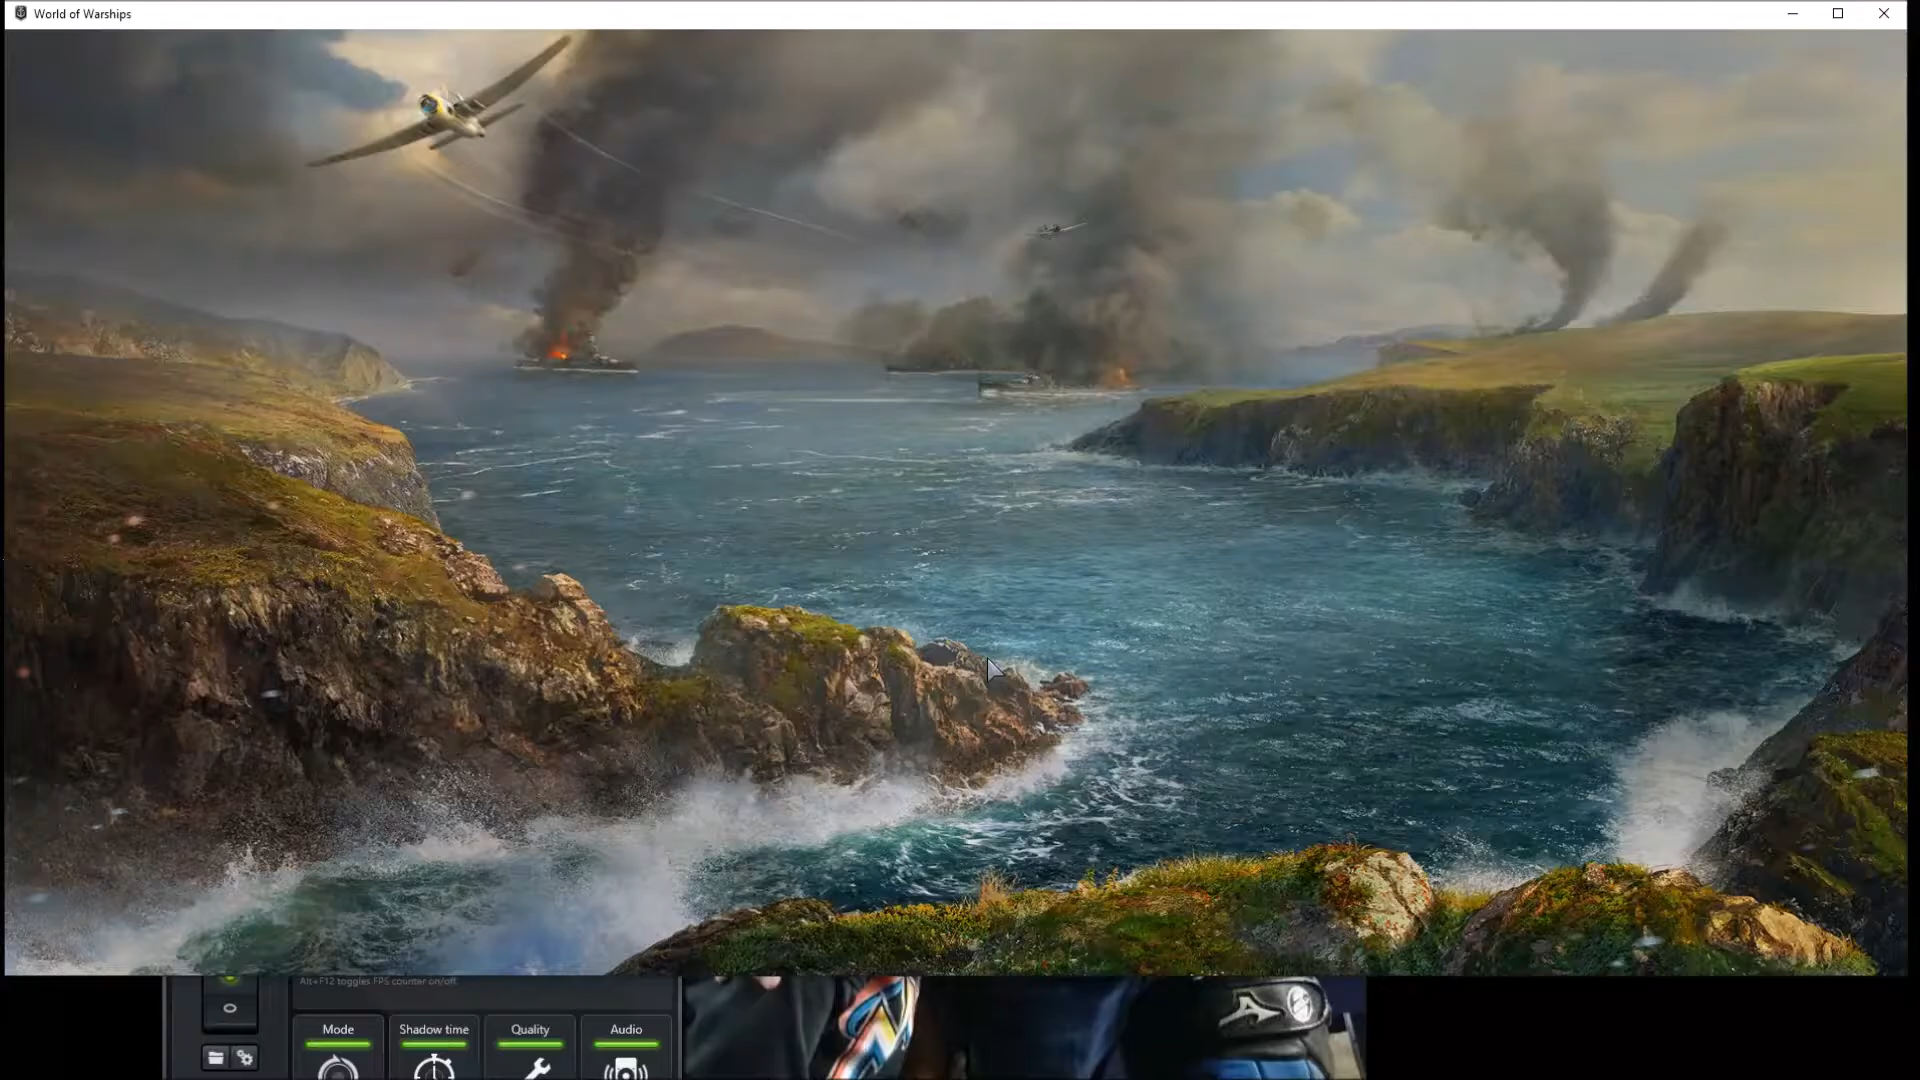 World of Warships
Alt+F12 toggles FPS counter on/off.
Mode
Shadow time
Quality
Audio